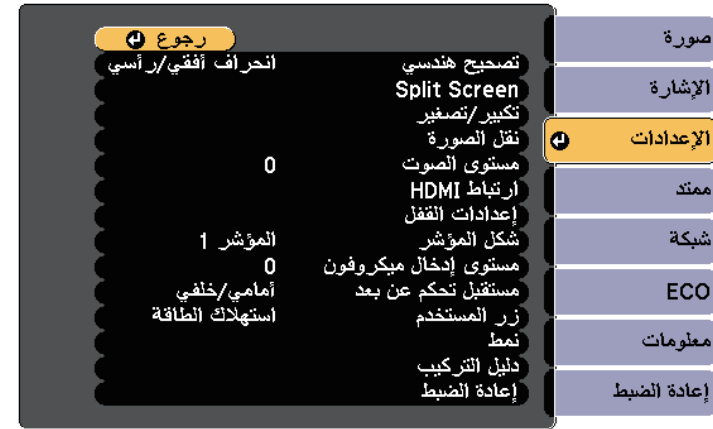 صورة
الإشارة
الإعدادات
ممتد
شبكة
ECO
معلومات
إعادة الضبط
رجوع
تصحيح هندسي انحراف أفقي/رأسي
Split Screen
تكبير/تصغير
نقل الصورة
مستوى الصوت 0
ارتباط HDMI
إعدادات القفل
شكل المؤشر المؤشر 1
مستوى إدخال ميكروفون 0
مستقبل تحكم عن بعد أمامي/خلفي
زر المستخدم استهلاك الطاقة
نمط
دليل التركيب
إعادة الضبط